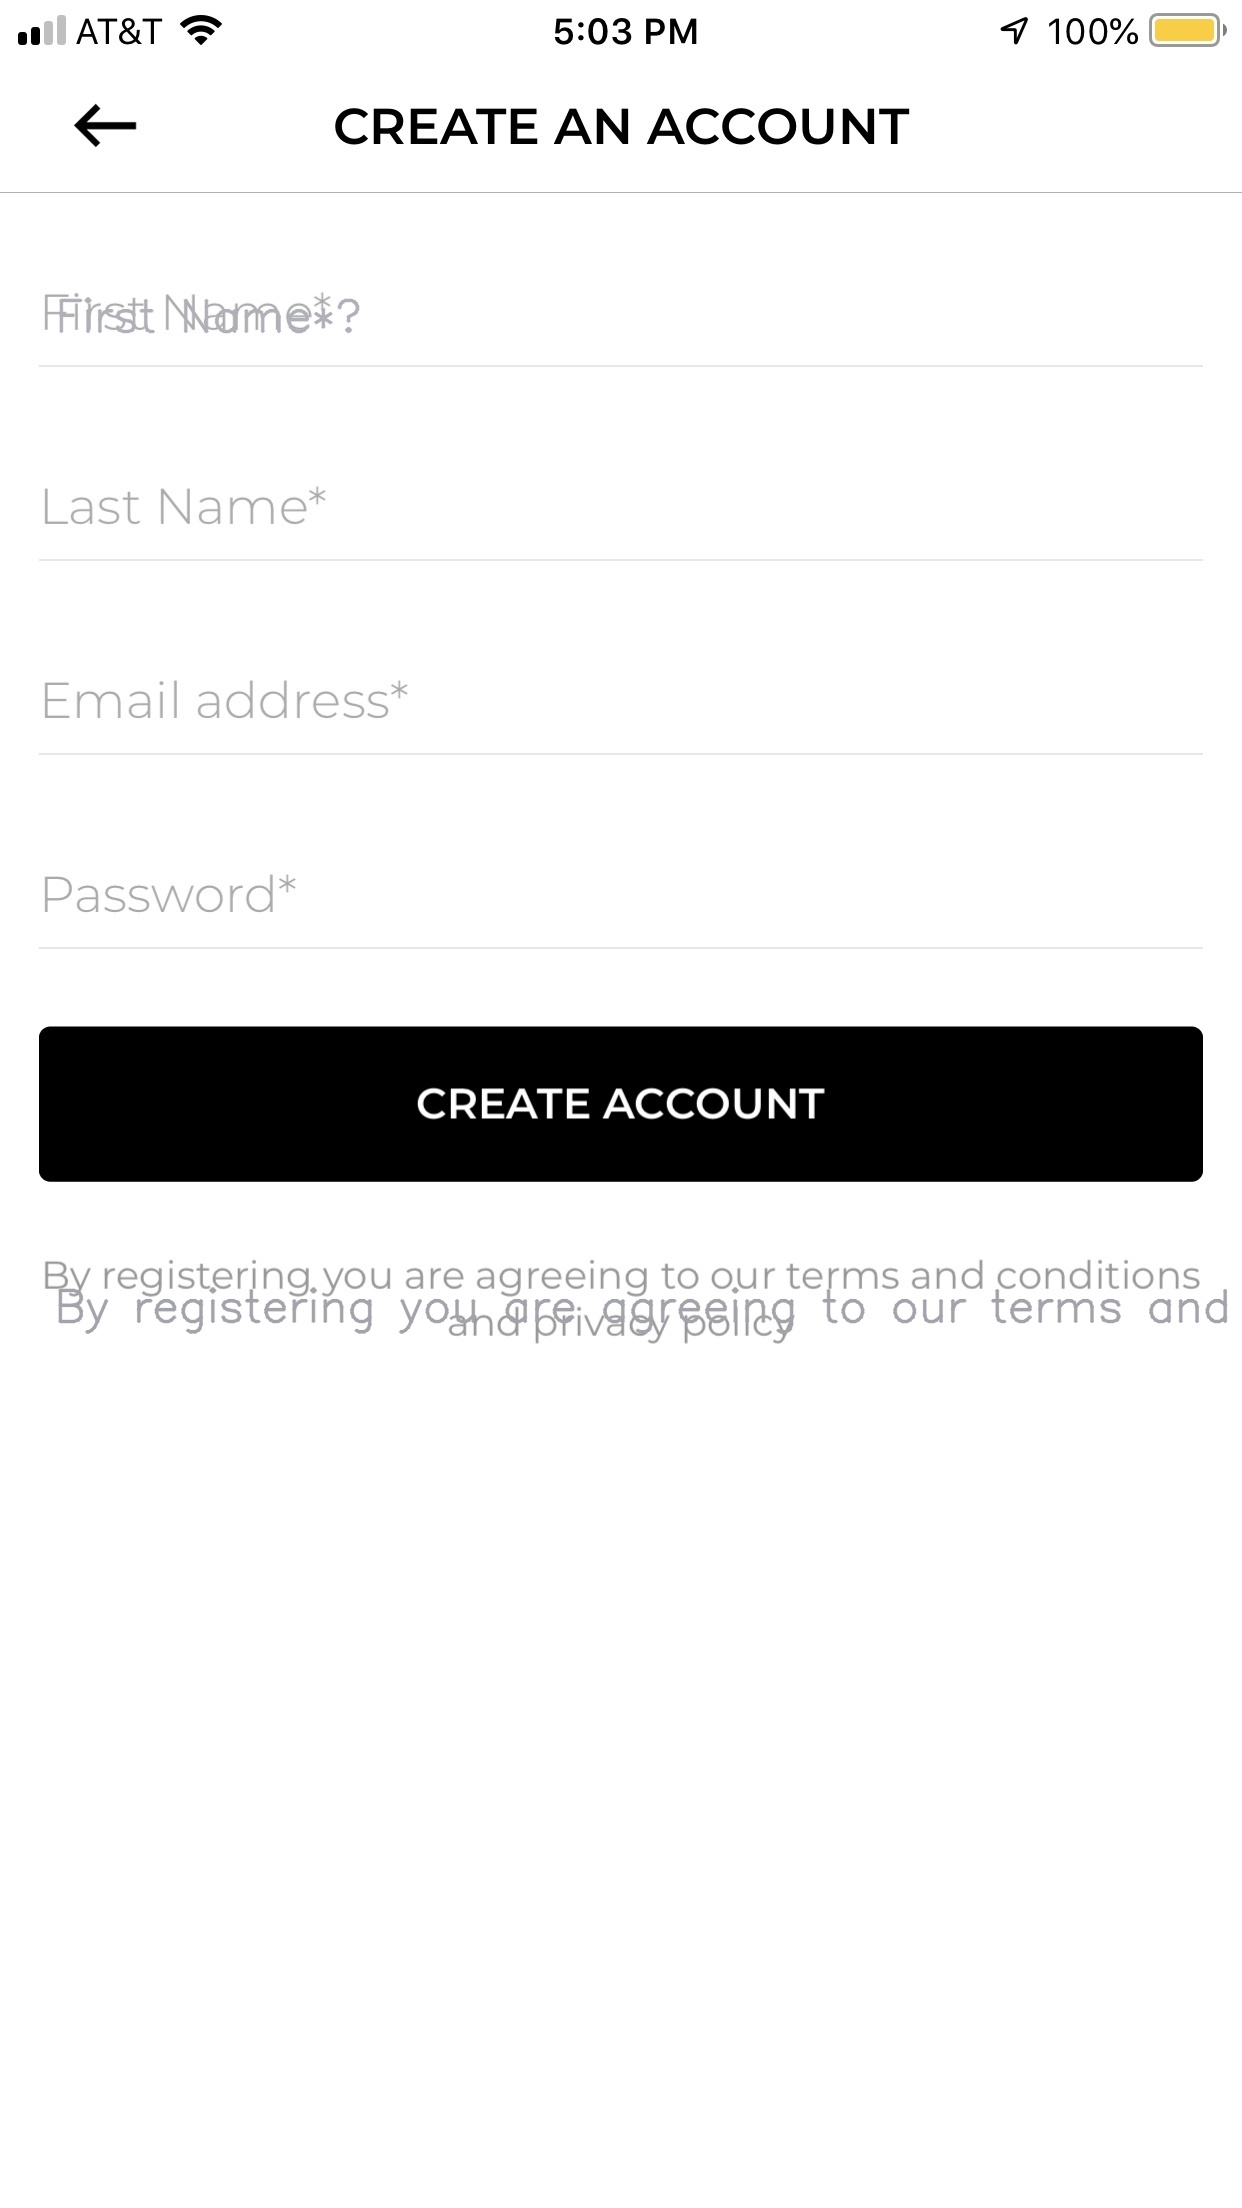 AT&T 5:03 PM 100%
CREATE AN ACCOUNT
First Name*
First Name*?
Last Name*
Email address*
Password*
CREATE ACCOUNT
By registering you are agreeing to our terms and conditions
By registering you are agreeing to our terms and
and privacy policy